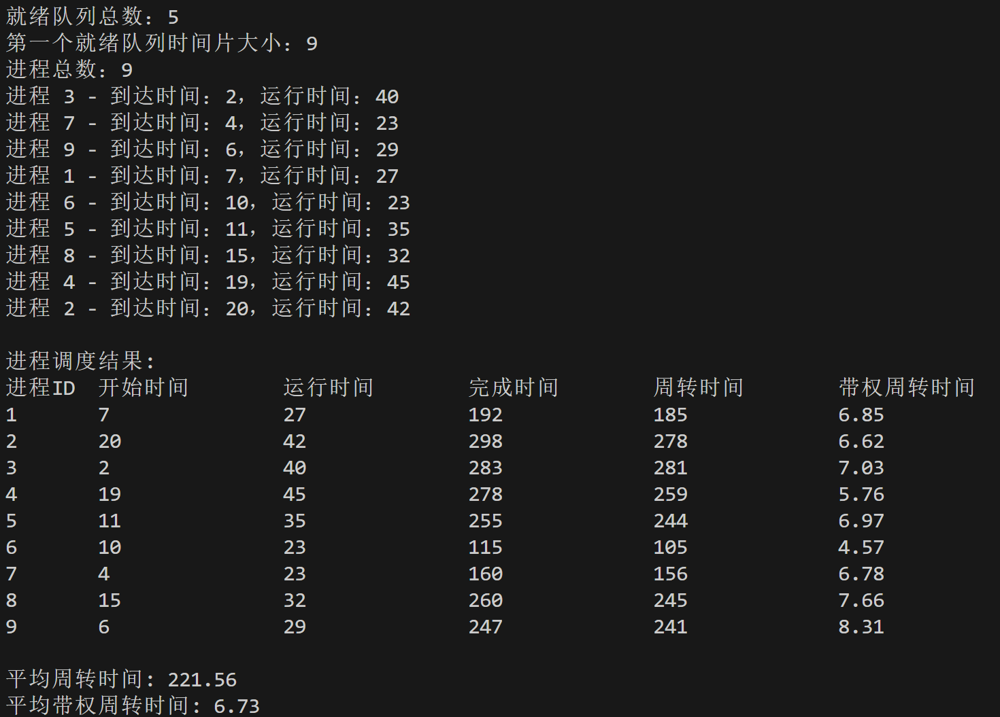 就绪队列总数：5
第一个就绪队列时间片大小：9
进程总数：9
进程 3 - 到达时间：2，运行时间：40
进程 7 - 到达时间：4，运行时间：23
进程 9 - 到达时间：6，运行时间：29
进程 1 - 到达时间：7，运行时间：27
进程 6 - 到达时间：10，运行时间：23
进程 5 - 到达时间：11，运行时间：35
进程 8 - 到达时间：15，运行时间：32
进程 4 - 到达时间：19，运行时间：45
进程 2 - 到达时间：20，运行时间：42
进程调度结果:
进程ID 开始时间 运行时间 完成时间 周转时间 带权周转时间
1 7 27 192 185 6.85
2 20 42 298 278 6.62
3 2 40 283 281 7.03
4 19 45 278 259 5.76
5 11 35 255 244 6.97
6 10 23 115 105 4.57
7 4 23 160 156 6.78
8 15 32 260 245 7.66
9 6 29 247 241 8.31
平均周转时间: 221.56
平均带权周转时间: 6.73